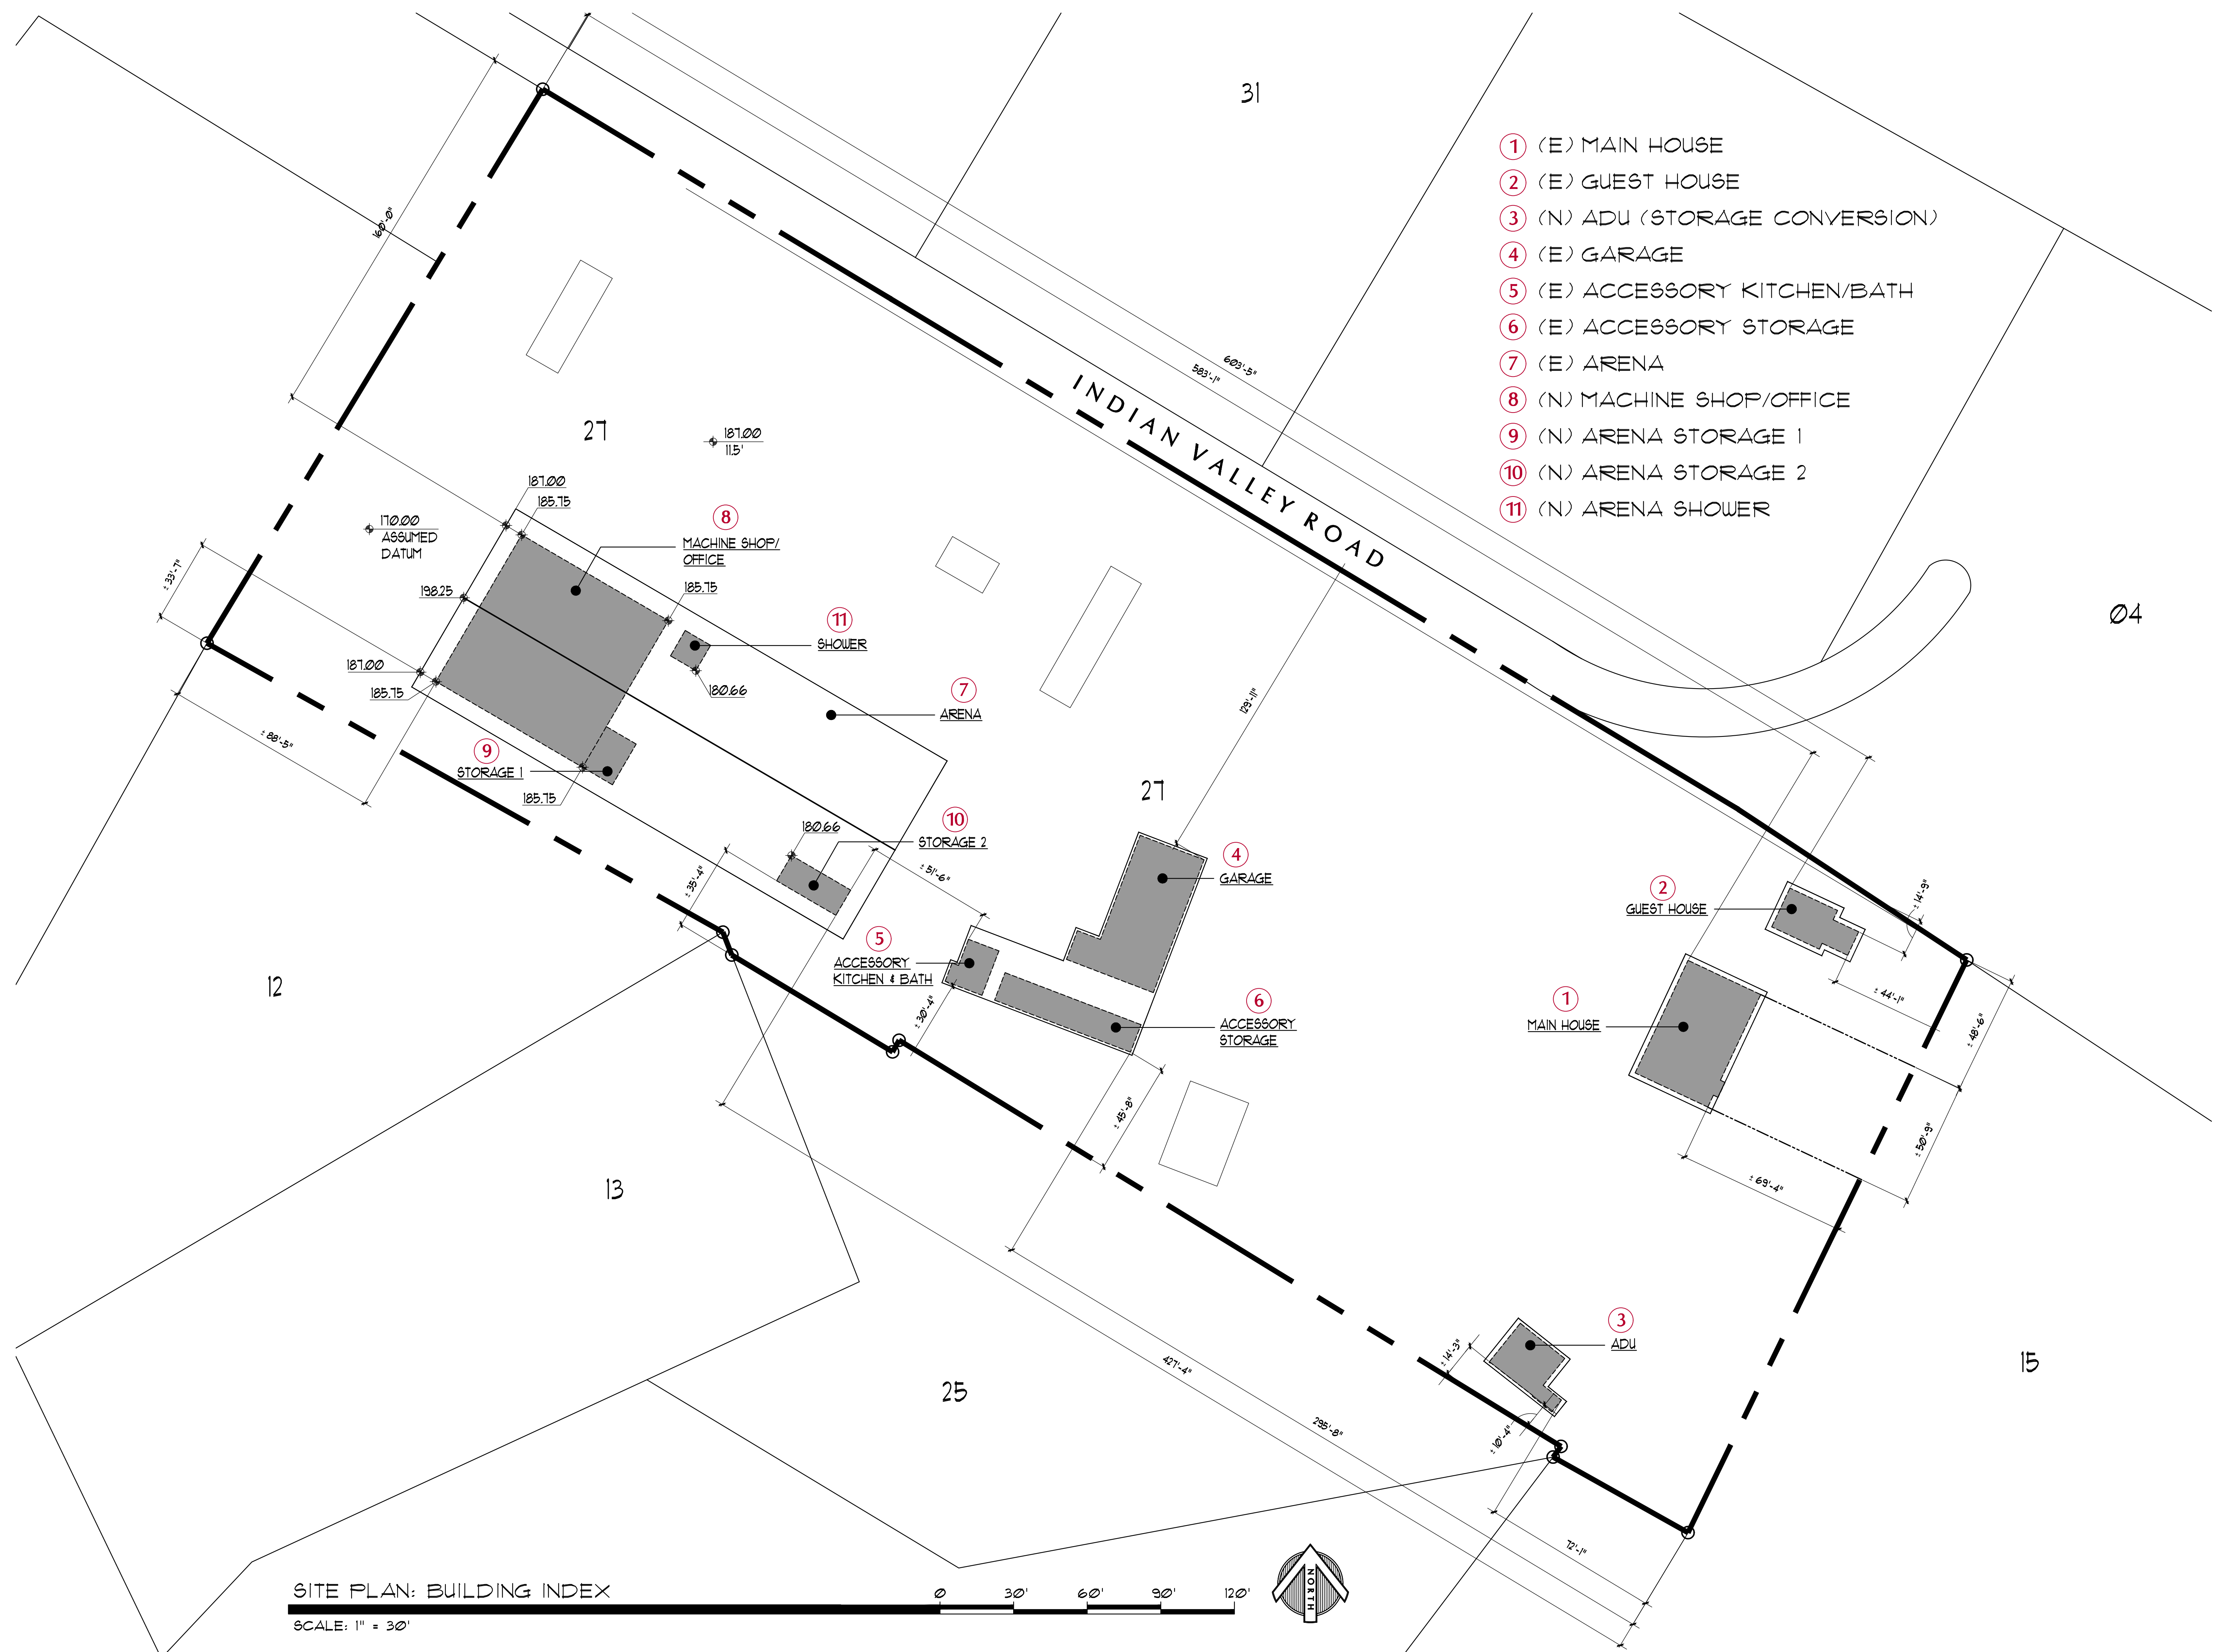 31
① (E) MAIN HOUSE
② (E) GUEST HOUSE
③ (N) ADU (STORAGE CONVERSION)
④ (E) GARAGE
⑤ (E) ACCESSORY KITCHEN/BATH
⑥ (E) ACCESSORY STORAGE
⑦ (E) ARENA
⑧ (N) MACHINE SHOP/OFFICE
⑨ (N) ARENA STORAGE 1
⑩ (N) ARENA STORAGE 2
⑪ (N) ARENA SHOWER
160'-0"
603'-5"
583'-1"
INDIAN VALLEY ROAD
27
187.00
11.5'
187.00
185.75
170.00
ASSUMED
DATUM
8
MACHINE SHOP/
OFFICE
± 33'-7"
198.25
185.75
11
SHOWER
04
187.00
185.75
180.66
7
ARENA
129'-11"
± 88'-5"
9
STORAGE 1
185.75
27
180.66
10
STORAGE 2
± 35'-4"
± 51'-6"
4
GARAGE
2
GUEST HOUSE
± 14'-9"
5
ACCESSORY
KITCHEN & BATH
12
± 30'-4"
6
ACCESSORY
STORAGE
1
MAIN HOUSE
± 44'-1"
± 48'-6"
± 45'-8"
± 50'-9"
13
± 69'-4"
3
ADU
± 14'-3"
427'-4"
15
25
295'-8"
± 10'-4"
72'-1"
SITE PLAN: BUILDING INDEX
0 30' 60' 90' 120'
NORTH
SCALE: 1" = 30'